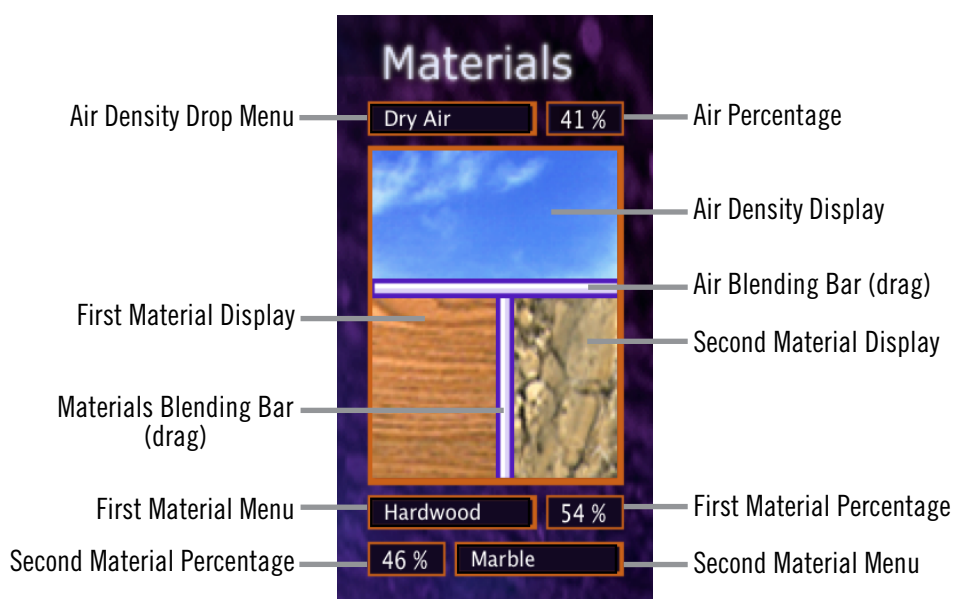 Materials
Air Density Drop Menu
Dry Air
41 %
Air Percentage
Air Density Display
Air Blending Bar (drag)
First Material Display
Second Material Display
Materials Blending Bar
(drag)
First Material Menu
Hardwood
54 %
First Material Percentage
Second Material Percentage
46 %
Marble
Second Material Menu